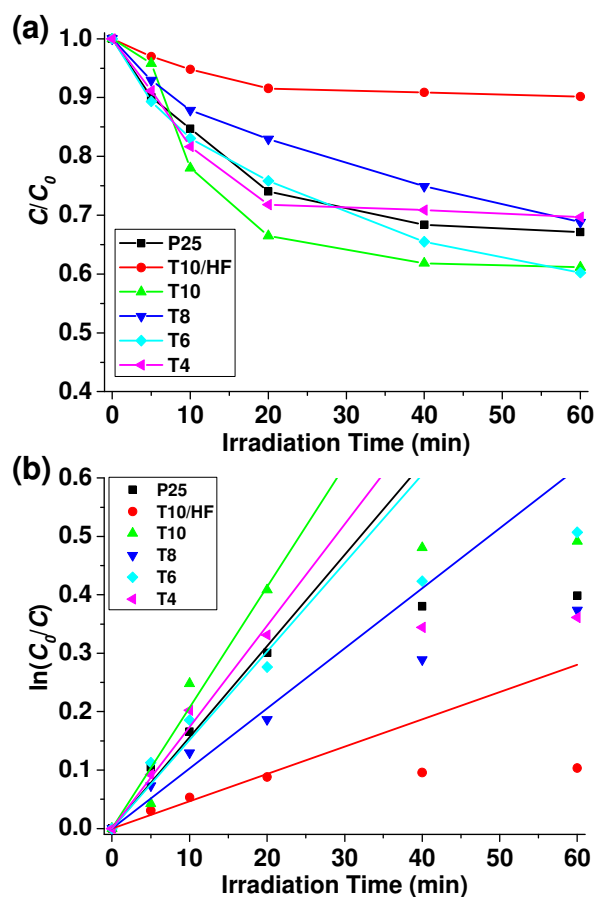 (a)
1.0
0.9
0.8
0.7
0.6
0.5
0.4
C/C0
P25
T10/HF
T10
T8
T6
T4
0 10 20 30 40 50 60
Irradiation Time (min)
(b)
0.6
0.5
0.4
0.3
0.2
0.1
0.0
ln(C0/C)
P25
T10/HF
T10
T8
T6
T4
0 10 20 30 40 50 60
Irradiation Time (min)